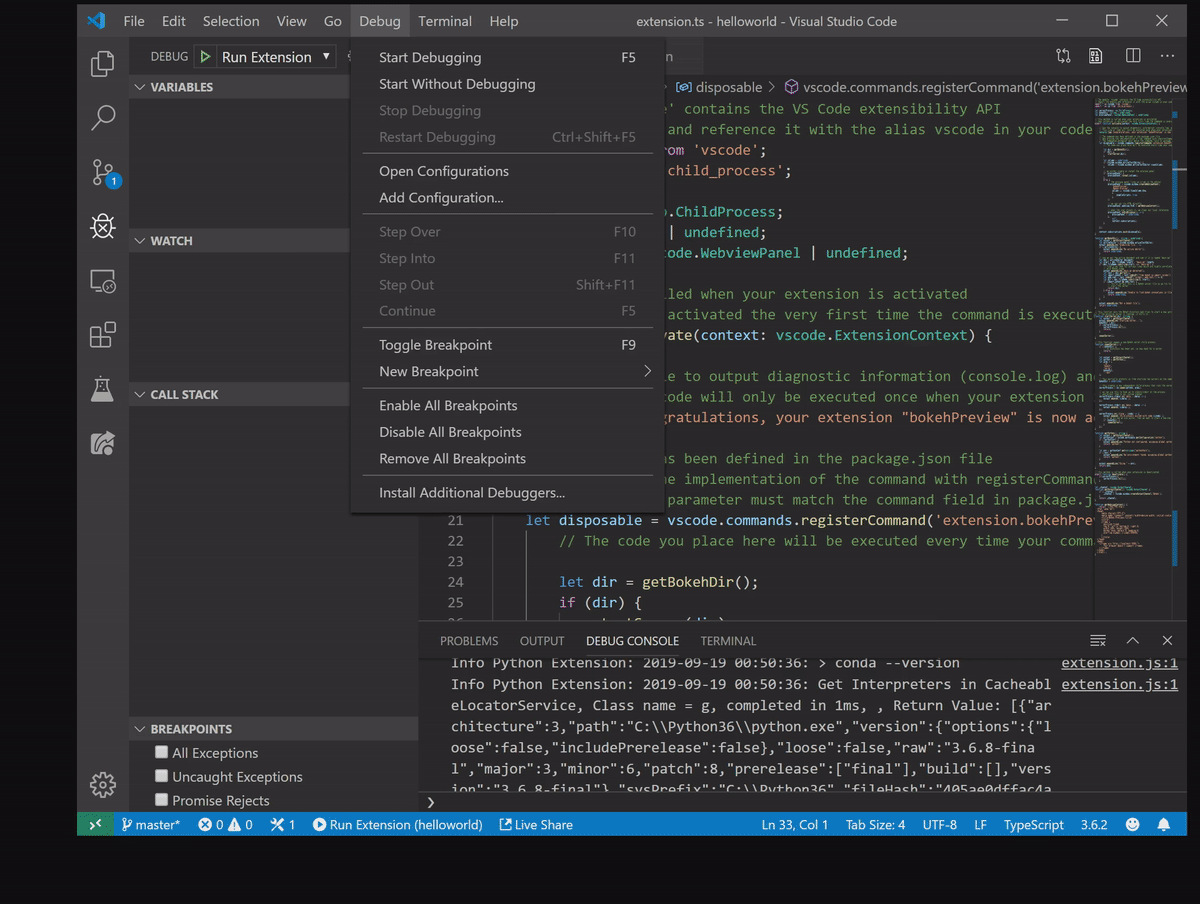 File Edit Selection View Go Debug Terminal Help extension.ts - helloworld - Visual Studio Code
DEBUG Run Extension
VARIABLES
WATCH
CALL STACK
BREAKPOINTS
All Exceptions
Uncaught Exceptions
Promise Rejects
1
Start Debugging F5
Start Without Debugging
Stop Debugging
Restart Debugging Ctrl+Shift+F5
Open Configurations
Add Configuration...
Step Over F10
Step Into F11
Step Out Shift+F11
Continue F5
Toggle Breakpoint F9
New Breakpoint
Enable All Breakpoints
Disable All Breakpoints
Remove All Breakpoints
Install Additional Debuggers...
n
disposable > vscode.commands.registerCommand('extension.bokehPreview
' contains the VS Code extensibility API
and reference it with the alias vscode in your code
om 'vscode';
child_process';
.ChildProcess;
| undefined;
ode.WebviewPanel | undefined;
led when your extension is activated
activated the very first time the command is execut
vate(context: vscode.ExtensionContext) {
e to output diagnostic information (console.log) an
code will only be executed once when your extension
gratulations, your extension "bokehPreview" is now a
s been defined in the package.json file
he implementation of the command with registerComman
parameter must match the command field in package.j
21 let disposable = vscode.commands.registerCommand('extension.bokehPre
22 // The code you place here will be executed every time your comm
23
24 let dir = getBokehDir();
25 if (dir) {
PROBLEMS OUTPUT DEBUG CONSOLE TERMINAL
Info Python Extension: 2019-09-19 00:50:36: > conda --version extension.js:1
Info Python Extension: 2019-09-19 00:50:36: Get Interpreters in Cacheabl extension.js:1
eLocatorService, Class name = g, completed in 1ms, , Return Value: [{"ar
chitecture":3,"path":"C:\\Python36\\python.exe","version":{"options":{"l
oose":false,"includePrerelease":false},"loose":false,"raw":"3.6.8-fina
l","major":3,"minor":6,"patch":8,"prerelease":["final"],"build":[],"vers
ion":"3.6.8-final"},"sysPrefix":"C:\\Python36","fileHash":"405ae0dffac4a
master* 0 0 1 Run Extension (helloworld) Live Share Ln 33, Col 1 Tab Size: 4 UTF-8 LF TypeScript 3.6.2